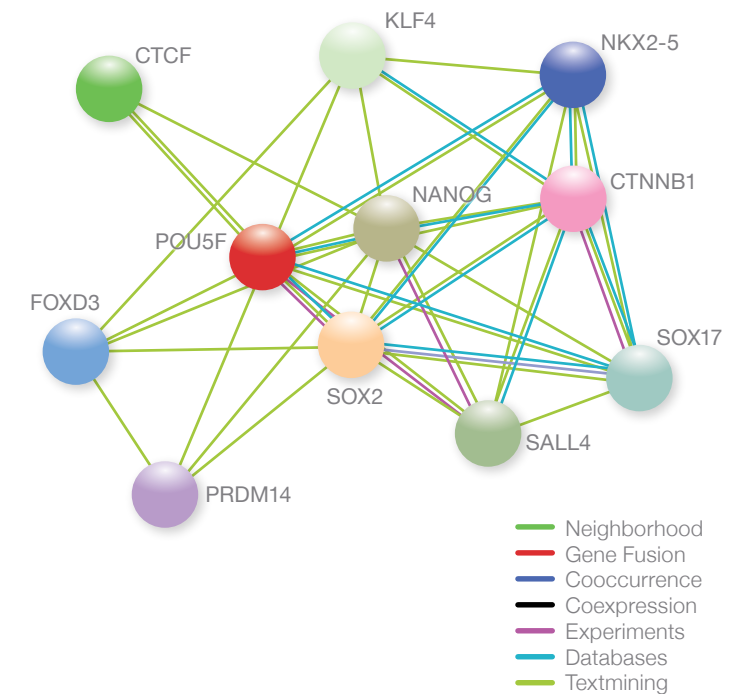 KLF4
NKX2-5
CTCF
CTNNB1
NANOG
POU5F
FOXD3
SOX17
SOX2
SALL4
PRDM14
Neighborhood
Gene Fusion
Cooccurrence
Coexpression
Experiments
Databases
Textmining